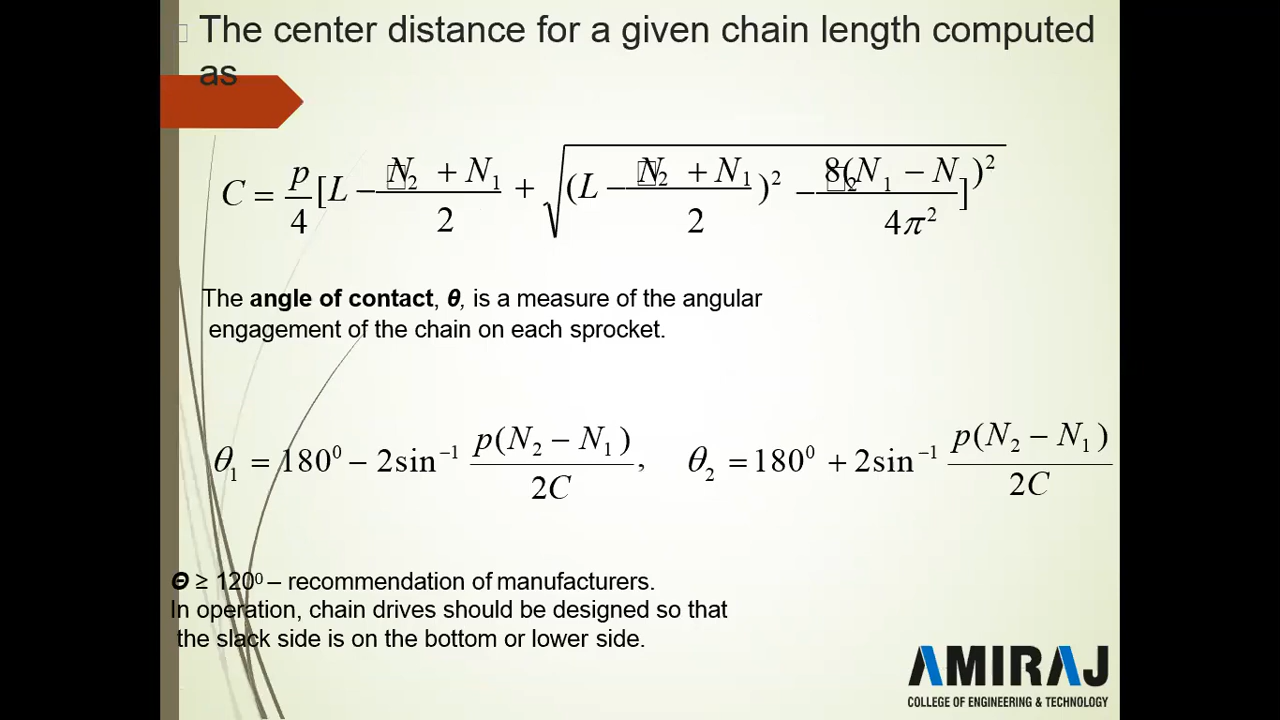 The center distance for a given chain length computed
as
C = p/4 [L − (N₂ + N₁)/2 + √((L − (N₂ + N₁)/2)² − 8(N₂ ₁ − N)²/4π²]
The angle of contact, θ, is a measure of the angular
engagement of the chain on each sprocket.
θ₁ = 180⁰ − 2sin⁻¹ p(N₂ − N₁)/2C, θ₂ = 180⁰ + 2sin⁻¹ p(N₂ − N₁)/2C
Θ ≥ 120⁰ – recommendation of manufacturers.
In operation, chain drives should be designed so that
the slack side is on the bottom or lower side.
AMIRAJ
COLLEGE OF ENGINEERING & TECHNOLOGY